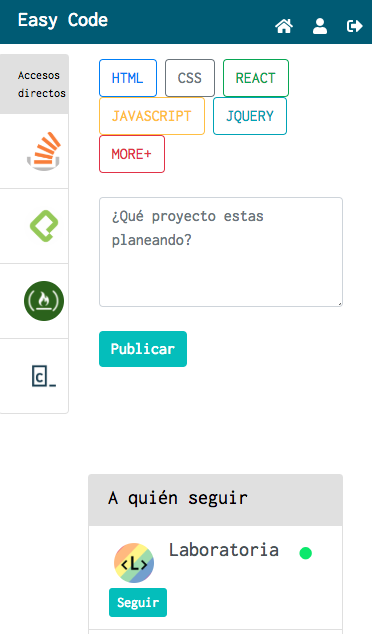 Easy Code
Accesos
directos
HTML
CSS
REACT
JAVASCRIPT
JQUERY
MORE+
¿Qué proyecto estas
planeando?
Publicar
A quién seguir
<L>
Laboratoria
Seguir
[c]_